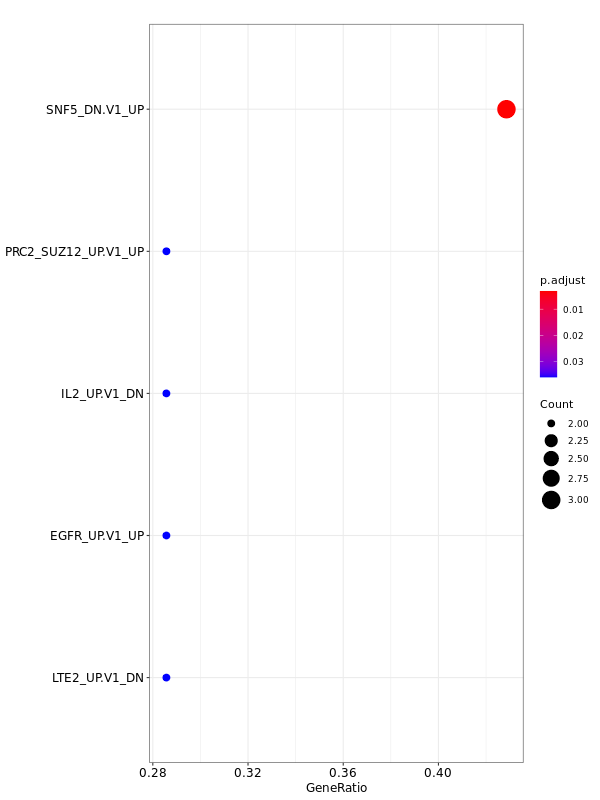 SNF5_DN.V1_UP
PRC2_SUZ12_UP.V1_UP
IL2_UP.V1_DN
EGFR_UP.V1_UP
LTE2_UP.V1_DN
0.28 0.32 0.36 0.40
GeneRatio
p.adjust
0.01
0.02
0.03
Count
2.00
2.25
2.50
2.75
3.00